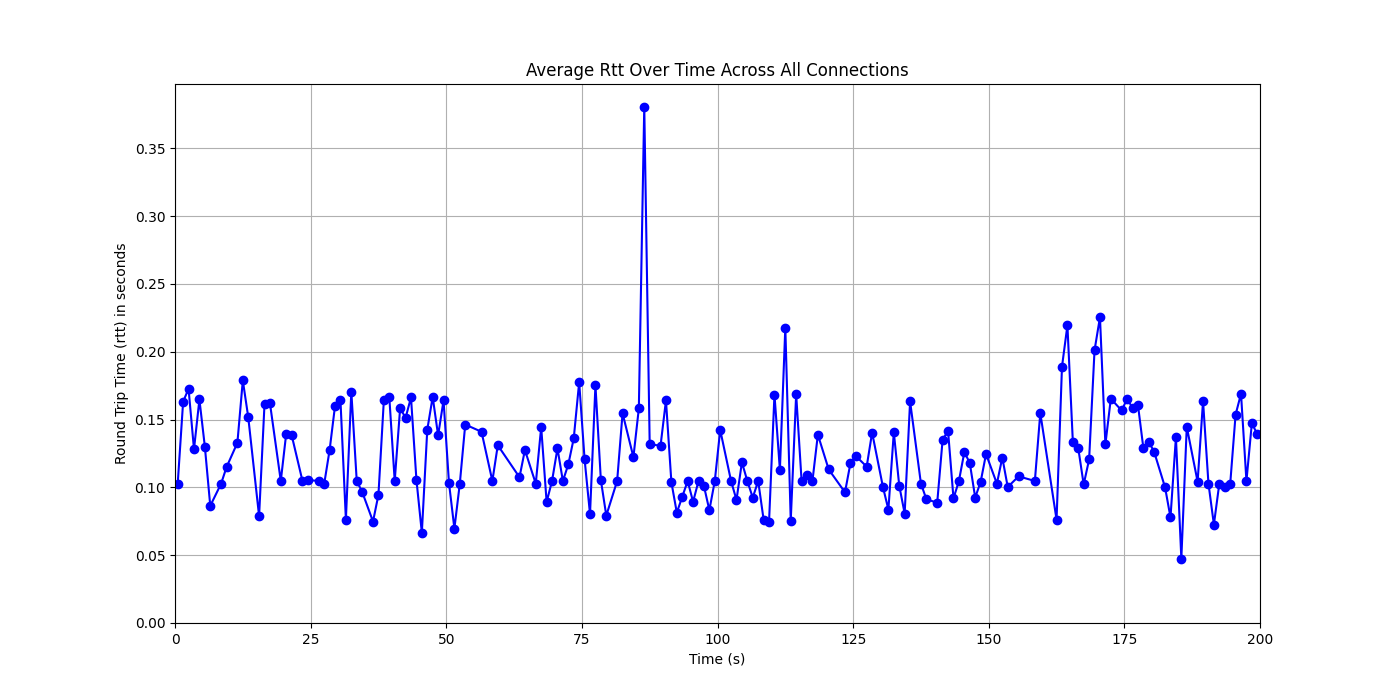 Average Rtt Over Time Across All Connections
0.35
0.30
0.25
0.20
0.15
0.10
0.05
0.00
Round Trip Time (rtt) in seconds
0 25 50 75 100 125 150 175 200
Time (s)